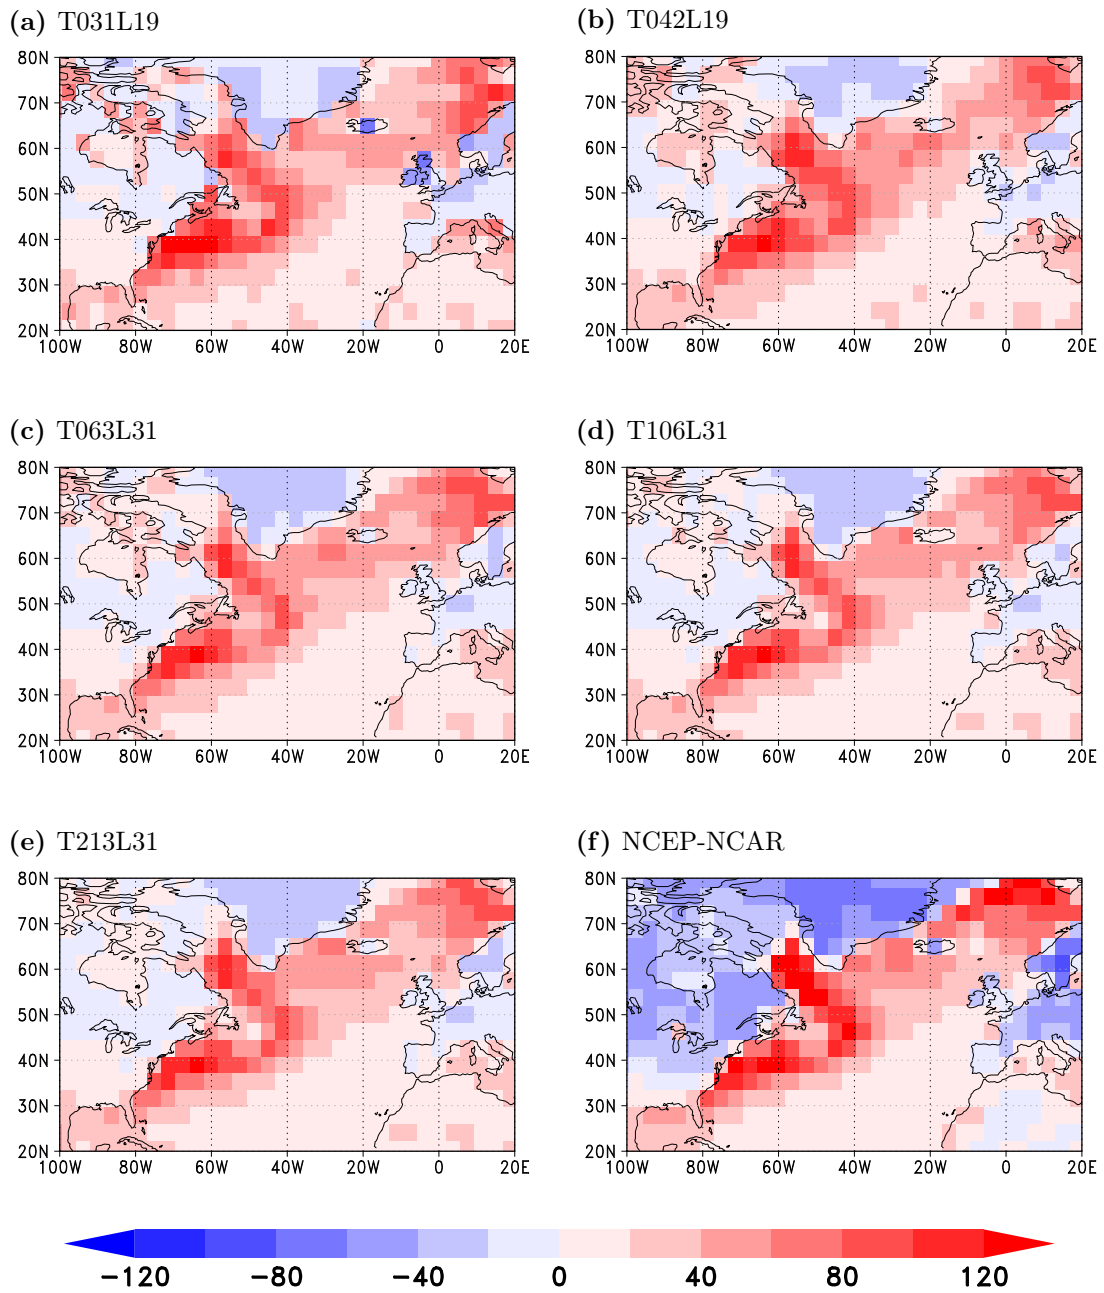 (a) T031L19
(b) T042L19
80N
70N
60N
50N
40N
30N
20N
100W 80W 60W 40W 20W 0 20E
80N
70N
60N
50N
40N
30N
20N
100W 80W 60W 40W 20W 0 20E
(c) T063L31
(d) T106L31
80N
70N
60N
50N
40N
30N
20N
100W 80W 60W 40W 20W 0 20E
80N
70N
60N
50N
40N
30N
20N
100W 80W 60W 40W 20W 0 20E
(e) T213L31
(f) NCEP-NCAR
80N
70N
60N
50N
40N
30N
20N
100W 80W 60W 40W 20W 0 20E
80N
70N
60N
50N
40N
30N
20N
100W 80W 60W 40W 20W 0 20E
−120 −80 −40 0 40 80 120